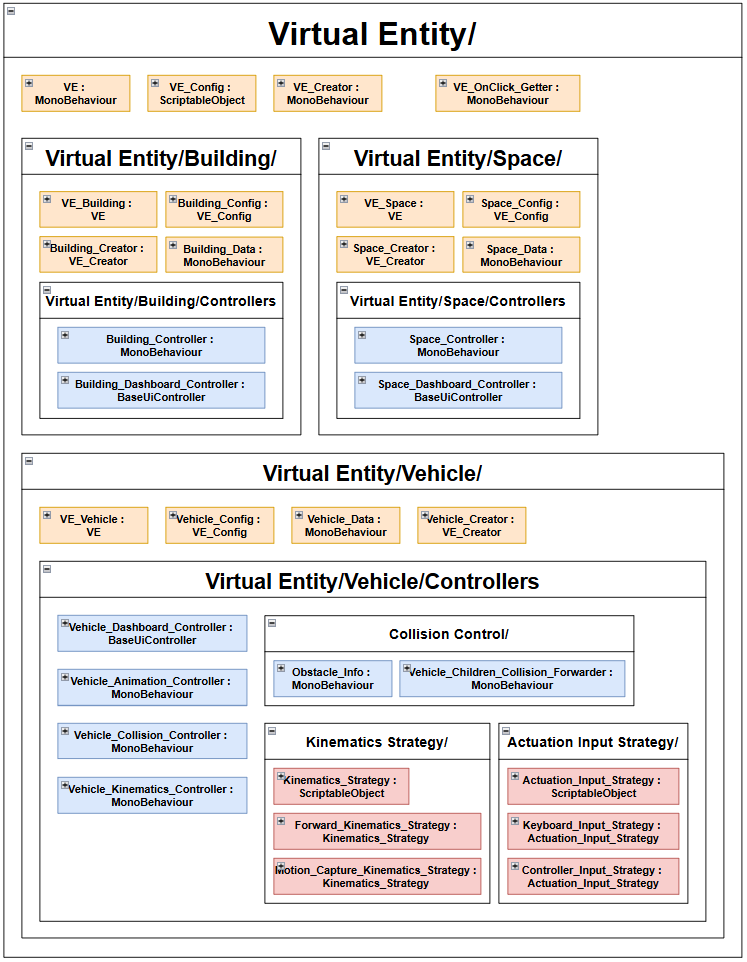 Virtual Entity/
VE :
MonoBehaviour
VE_Config :
ScriptableObject
VE_Creator :
MonoBehaviour
VE_OnClick_Getter :
MonoBehaviour
Virtual Entity/Building/
VE_Building :
VE
Building_Config :
VE_Config
Building_Creator :
VE_Creator
Building_Data :
MonoBehaviour
Virtual Entity/Building/Controllers
Building_Controller :
MonoBehaviour
Building_Dashboard_Controller :
BaseUiController
Virtual Entity/Space/
VE_Space :
VE
Space_Config :
VE_Config
Space_Creator :
VE_Creator
Space_Data :
MonoBehaviour
Virtual Entity/Space/Controllers
Space_Controller :
MonoBehaviour
Space_Dashboard_Controller :
BaseUiController
Virtual Entity/Vehicle/
VE_Vehicle :
VE
Vehicle_Config :
VE_Config
Vehicle_Data :
MonoBehaviour
Vehicle_Creator :
VE_Creator
Virtual Entity/Vehicle/Controllers
Vehicle_Dashboard_Controller :
BaseUiController
Vehicle_Animation_Controller :
MonoBehaviour
Vehicle_Collision_Controller :
MonoBehaviour
Vehicle_Kinematics_Controller :
MonoBehaviour
Collision Control/
Obstacle_Info :
MonoBehaviour
Vehicle_Children_Collision_Forwarder :
MonoBehaviour
Kinematics Strategy/
Kinematics_Strategy :
ScriptableObject
Forward_Kinematics_Strategy :
Kinematics_Strategy
Motion_Capture_Kinematics_Strategy :
Kinematics_Strategy
Actuation Input Strategy/
Actuation_Input_Strategy :
ScriptableObject
Keyboard_Input_Strategy :
Actuation_Input_Strategy
Controller_Input_Strategy :
Actuation_Input_Strategy